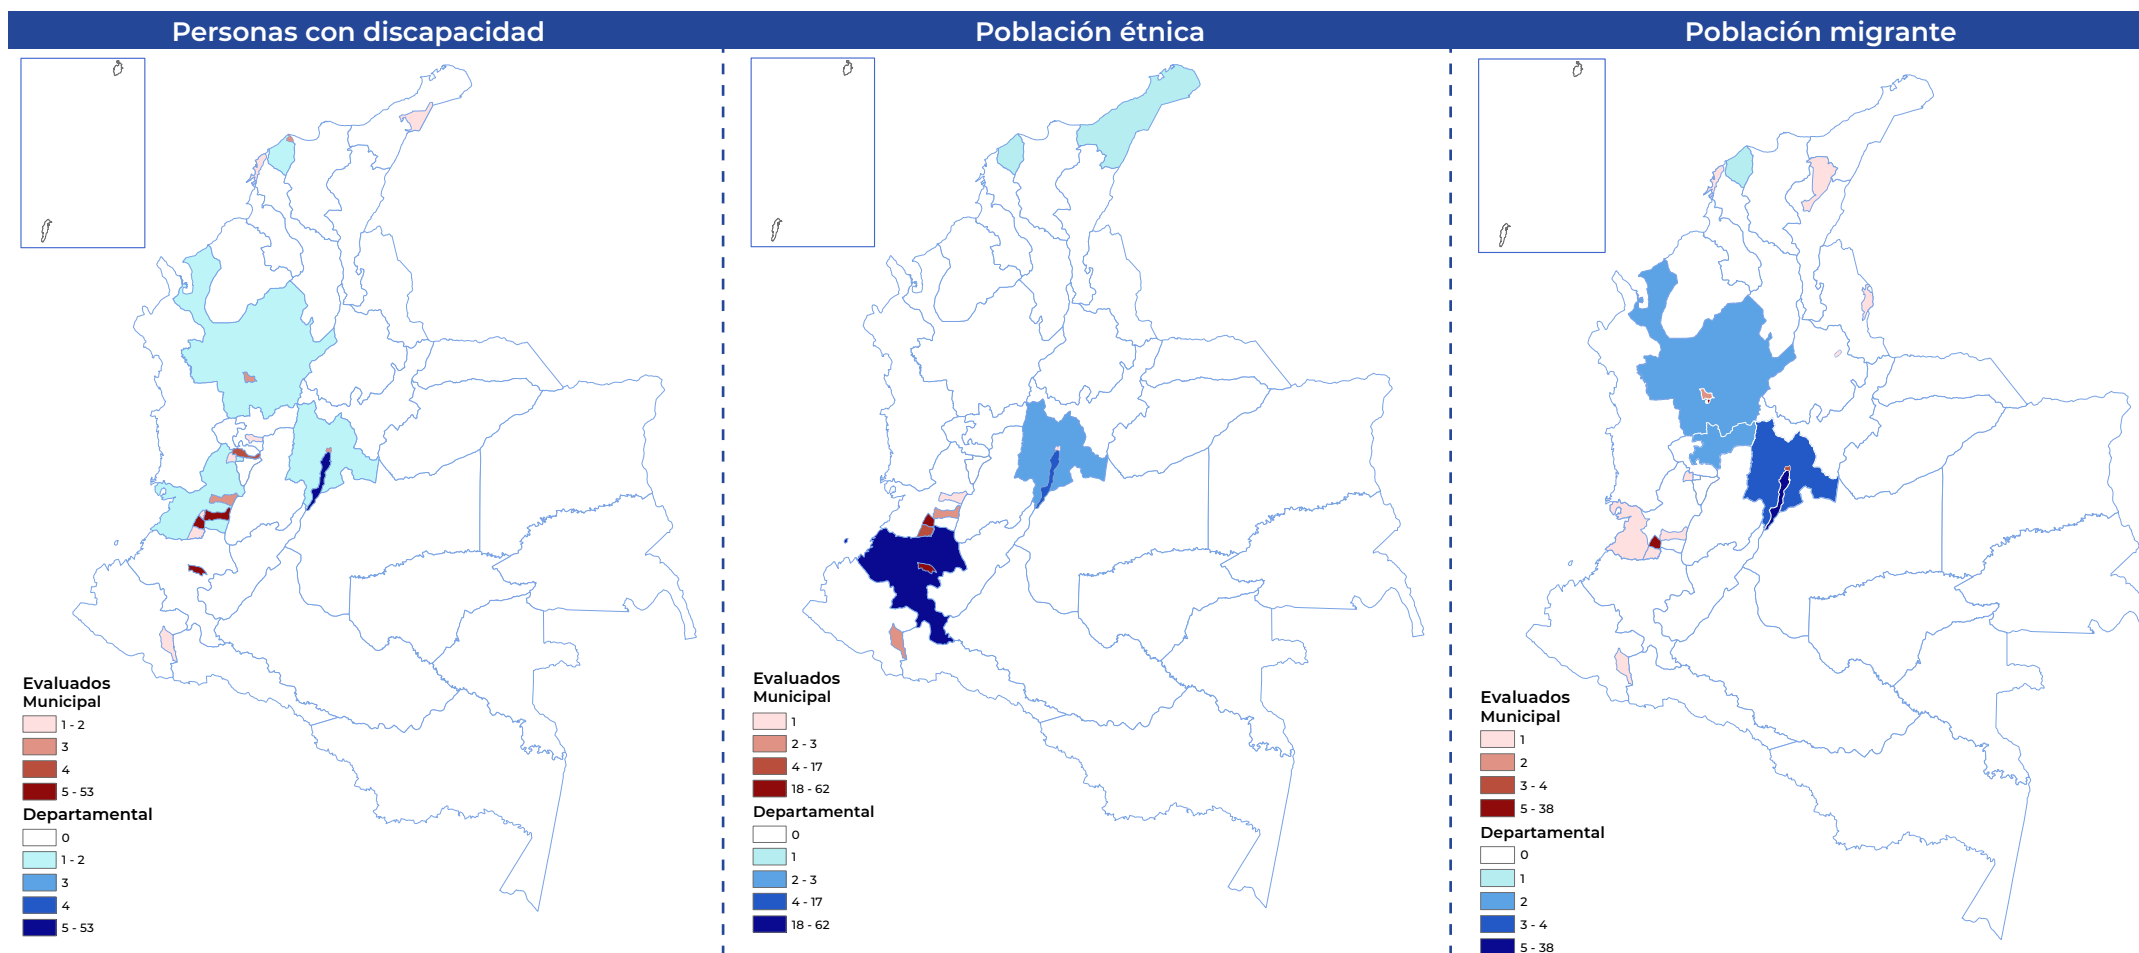 Personas con discapacidad
Evaluados
Municipal
1 - 2
3
4
5 - 53
Departamental
0
1 - 2
3
4
5 - 53
Población étnica
Evaluados
Municipal
1
2 - 3
4 - 17
18 - 62
Departamental
0
1
2 - 3
4 - 17
18 - 62
Población migrante
Evaluados
Municipal
1
2
3 - 4
5 - 38
Departamental
0
1
2
3 - 4
5 - 38